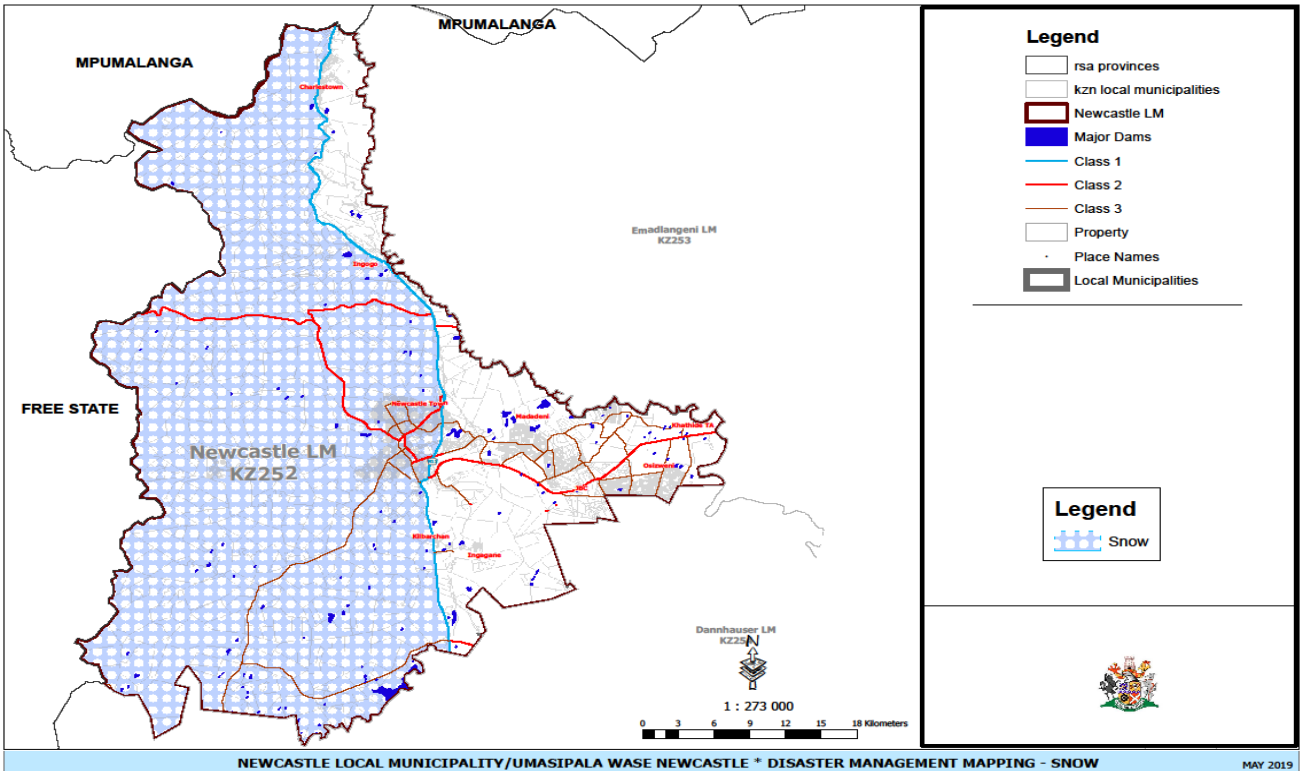 MPUMALANGA
MPUMALANGA
Charlestown
Emadlangeni LM
KZ253
Ingogo
FREE STATE
Newcastle Town
Madadeni
Khathide TA
Newcastle LM
KZ252
Osizweni
JBC
Kilbarchan
Ingagane
Dannhauser LM
N
1 : 273 000
0 3 6 9 12 15 18 Kilometers
Legend
rsa provinces
kzn local municipalities
Newcastle LM
Major Dams
Class 1
Class 2
Class 3
Property
Place Names
Local Municipalities
Legend
Snow
NEWCASTLE LOCAL MUNICIPALITY/UMASIPALA WASE NEWCASTLE * DISASTER MANAGEMENT MAPPING - SNOW
MAY 2019